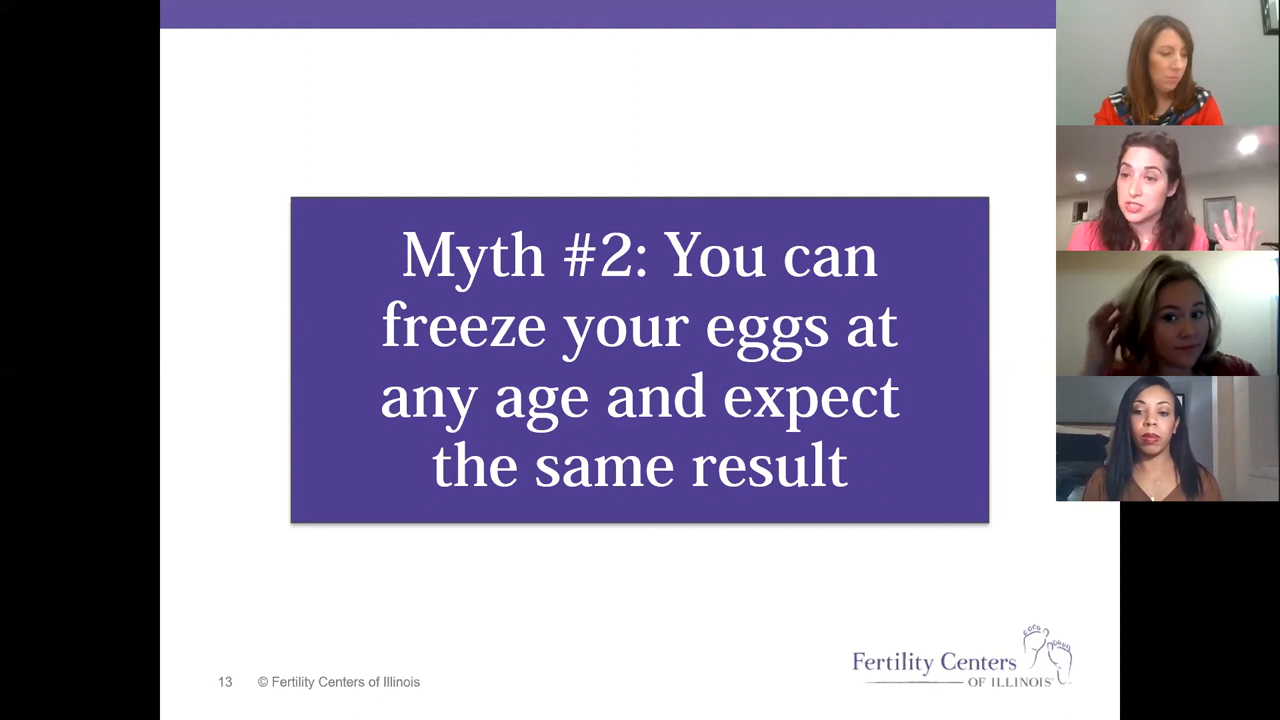 Myth #2: You can
freeze your eggs at
any age and expect
the same result
13 © Fertility Centers of Illinois
Fertility Centers
OF ILLINOIS